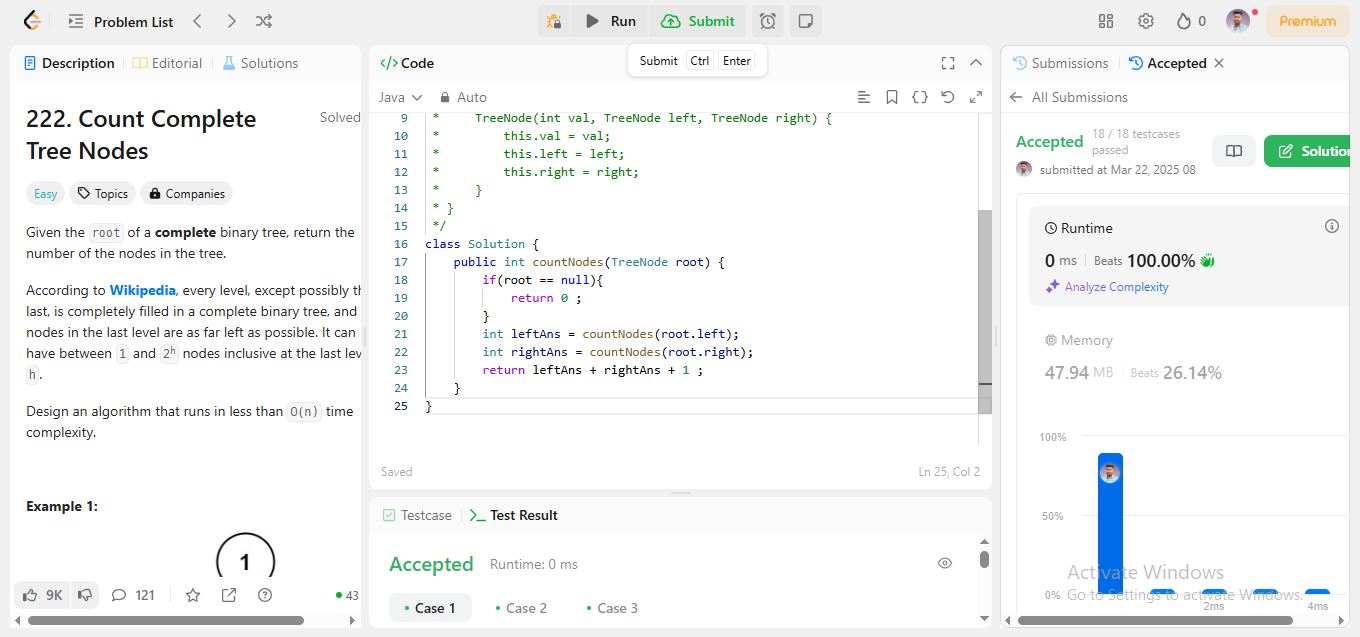 Problem List
Run
Submit
0
Premium
Submit Ctrl Enter
Description
Editorial
Solutions
222. Count Complete
Tree Nodes
Solved
Easy
Topics
Companies
Given the root of a complete binary tree, return the
number of the nodes in the tree.
According to Wikipedia, every level, except possibly th
last, is completely filled in a complete binary tree, and
nodes in the last level are as far left as possible. It can
have between 1 and 2h nodes inclusive at the last lev
h.
Design an algorithm that runs in less than O(n) time
complexity.
Example 1:
1
9K
121
43
</> Code
Java
Auto
9 * TreeNode(int val, TreeNode left, TreeNode right) {
10 * this.val = val;
11 * this.left = left;
12 * this.right = right;
13 * }
14 * }
15 */
16 class Solution {
17 public int countNodes(TreeNode root) {
18 if(root == null){
19 return 0 ;
20 }
21 int leftAns = countNodes(root.left);
22 int rightAns = countNodes(root.right);
23 return leftAns + rightAns + 1 ;
24 }
25 }
Saved
Ln 25, Col 2
Testcase
Test Result
Accepted
Runtime: 0 ms
Case 1
Case 2
Case 3
Submissions
Accepted
All Submissions
Accepted
18 / 18 testcases
passed
submitted at Mar 22, 2025 08
Solution
Runtime
0 ms
Beats 100.00%
Analyze Complexity
Memory
47.94 MB
Beats 26.14%
100%
50%
0%
2ms
4ms
Activate Windows
Go to Settings to activate Windows.